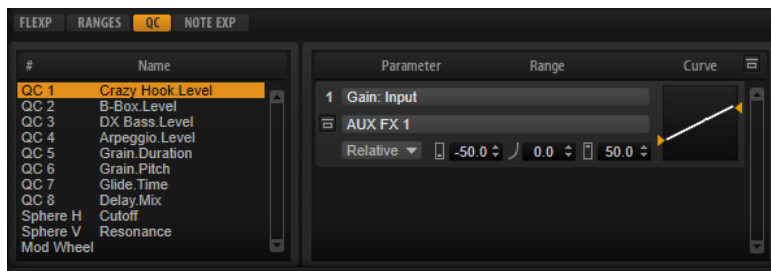 FLEXP RANGES QC NOTE EXP
# Name
QC 1 Crazy Hook.Level
QC 2 B-Box.Level
QC 3 DX Bass.Level
QC 4 Arpeggio.Level
QC 5 Grain.Duration
QC 6 Grain.Pitch
QC 7 Glide.Time
QC 8 Delay.Mix
Sphere H Cutoff
Sphere V Resonance
Mod Wheel
Parameter Range Curve
1 Gain: Input
AUX FX 1
Relative -50.0 0.0 50.0